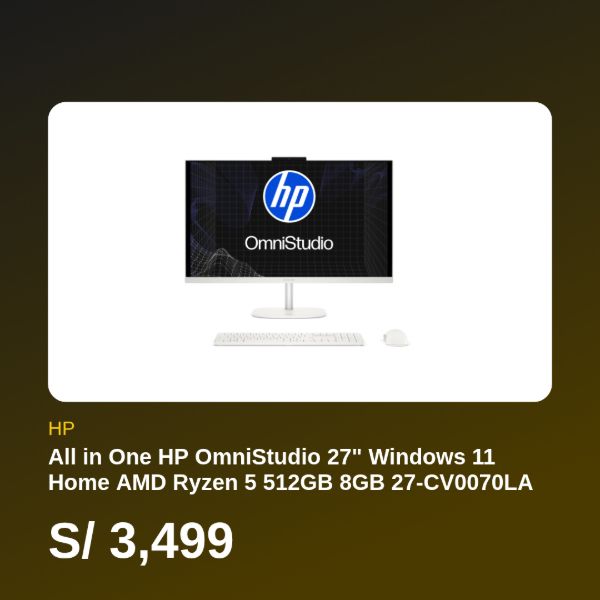 hp
OmniStudio
HP
All in One HP OmniStudio 27" Windows 11
Home AMD Ryzen 5 512GB 8GB 27-CV0070LA
S/ 3,499